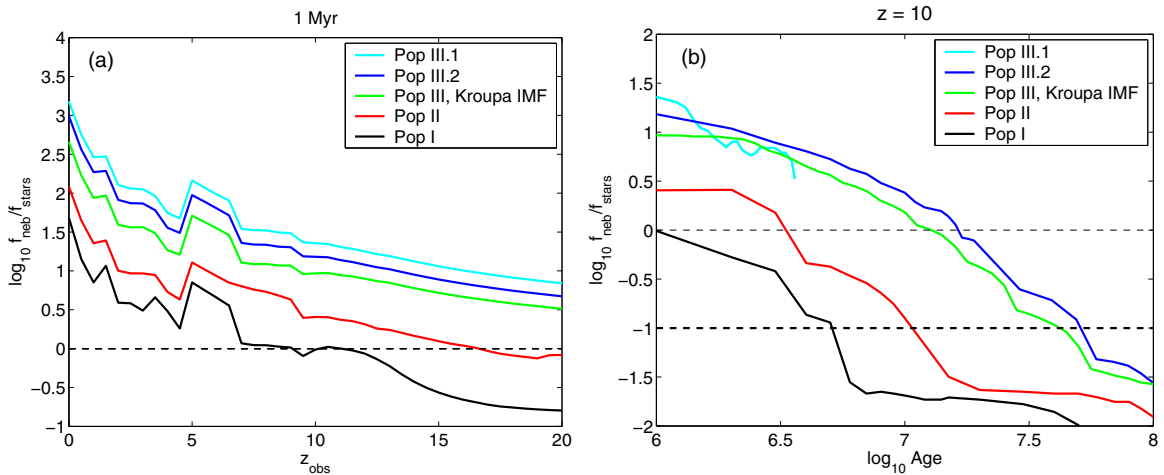 1 Myr
(a)
Pop III.1
Pop III.2
Pop III, Kroupa IMF
Pop II
Pop I
4
3.5
3
2.5
2
1.5
1
0.5
0
−0.5
−1
log10 fneb/fstars
0 5 10 15 20
zobs
z = 10
(b)
Pop III.1
Pop III.2
Pop III, Kroupa IMF
Pop II
Pop I
2
1.5
1
0.5
0
−0.5
−1
−1.5
−2
log10 fneb/fstars
6 6.5 7 7.5 8
log10 Age